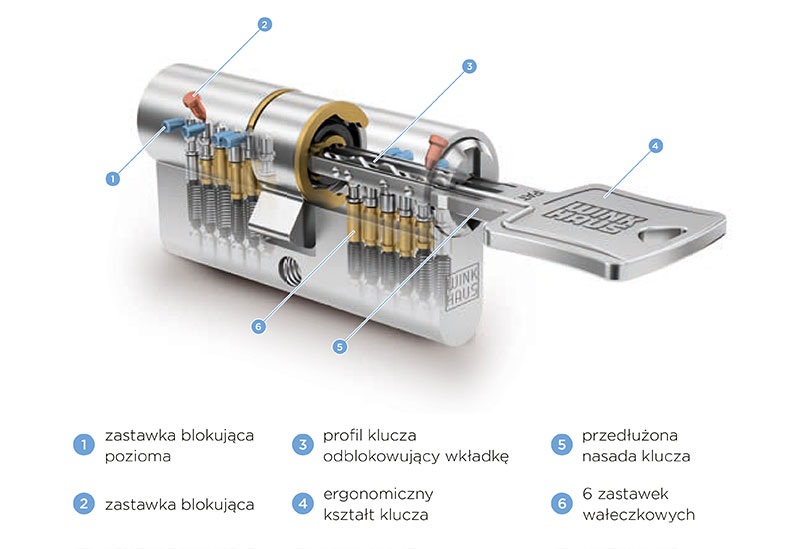 2
3
4
1
WINK
HAUS
WINK
HAUS
6
5
1 zastawka blokująca
pozioma
3 profil klucza
odblokowujący wkładkę
5 przedłużona
nasada klucza
2 zastawka blokująca
4 ergonomiczny
kształt klucza
6 6 zastawek
wałeczkowych